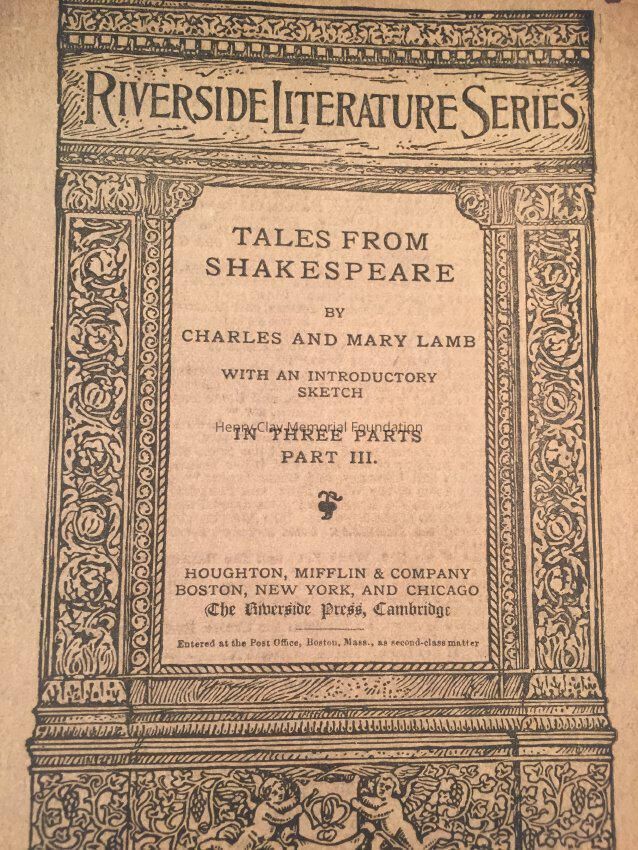 RIVERSIDE LITERATURE SERIES
TALES FROM
SHAKESPEARE
BY
CHARLES AND MARY LAMB
WITH AN INTRODUCTORY
SKETCH
Henry Clay Memorial Foundation
IN THREE PARTS
PART III.
HOUGHTON, MIFFLIN & COMPANY
BOSTON, NEW YORK, AND CHICAGO
The Riverside Press, Cambridge
Entered at the Post Office, Boston, Mass., as second-class matter